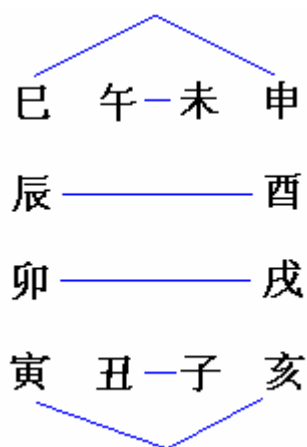 巳 午 未 申
辰 酉
卯 戌
寅 丑 子 亥